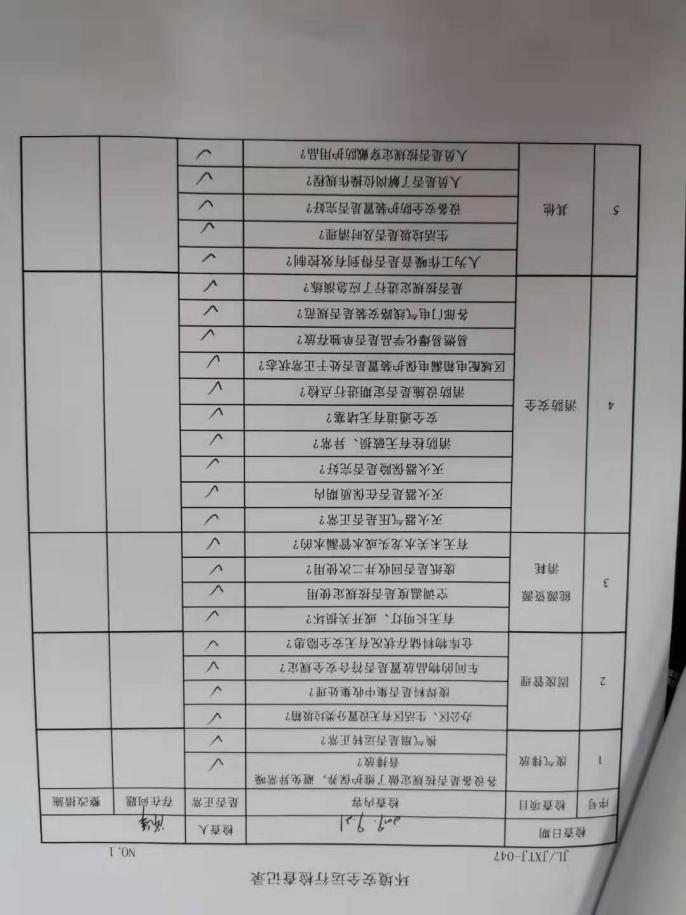 环境安全运行检查记录
JL/JXTJ-047 NO.1
检查日期 2019.9.21 检查人
序号 检查项目 检查内容 是否正常 存在问题 整改措施
1 废气排放 各设备是否按规定做了维护保养，避免异常噪
音排放？ ✓
换气扇是否运转正常？ ✓
2 固废管理 办公区、生活区有无设置分类垃圾箱？ ✓
废焊料是否集中收集处理？ ✓
车间的物品放置是否符合安全规定？ ✓
仓库物料储存状况有无安全隐患？ ✓
3 能源资源
消耗
有无长明灯、或开关损坏？ ✓
空调温度是否按规定使用 ✓
废纸是否回收并二次使用？ ✓
有无未关水龙头或水管漏水的？ ✓
4 消防安全 灭火器气压是否正常？ ✓
灭火器是否在保质期内 ✓
灭火器保险是否完好？ ✓
消防栓有无破损、异常？ ✓
安全通道有无堵塞？ ✓
消防设施是否定期进行点检？ ✓
区域配电箱漏电保护装置是否处于正常状态？ ✓
易燃易爆化学品是否单独存放？ ✓
各部门电气线路安装是否规范？ ✓
是否按规定进行了应急演练？ ✓
5 其他 人为工作噪音是否得到有效控制？ ✓
生活垃圾是否及时清理？ ✓
设备安全防护装置是否完好？ ✓
人员是否了解岗位操作规程？ ✓
人员是否按规定穿戴防护用品？ ✓